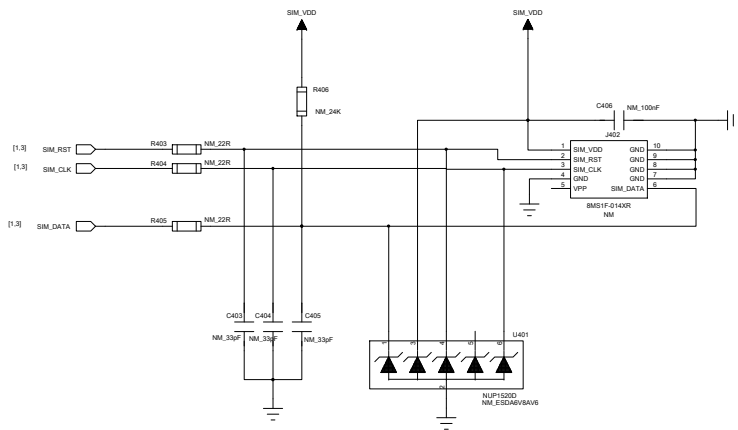 SIM_VDD
SIM_VDD
R406
NM_24K
C406
NM_100nF
J402
[1,3]
SIM_RST
R403
NM_22R
1
SIM_VDD
GND
10
2
SIM_RST
GND
9
[1,3]
SIM_CLK
R404
NM_22R
3
SIM_CLK
GND
8
4
GND
GND
7
5
VPP
SIM_DATA
6
8MS1F-014XR
NM
[1,3]
SIM_DATA
R405
NM_22R
C403
C404
C405
NM_33pF
NM_33pF
NM_33pF
U401
1
3
4
5
6
2
NUP1520D
NM_ESDA6V8AV6